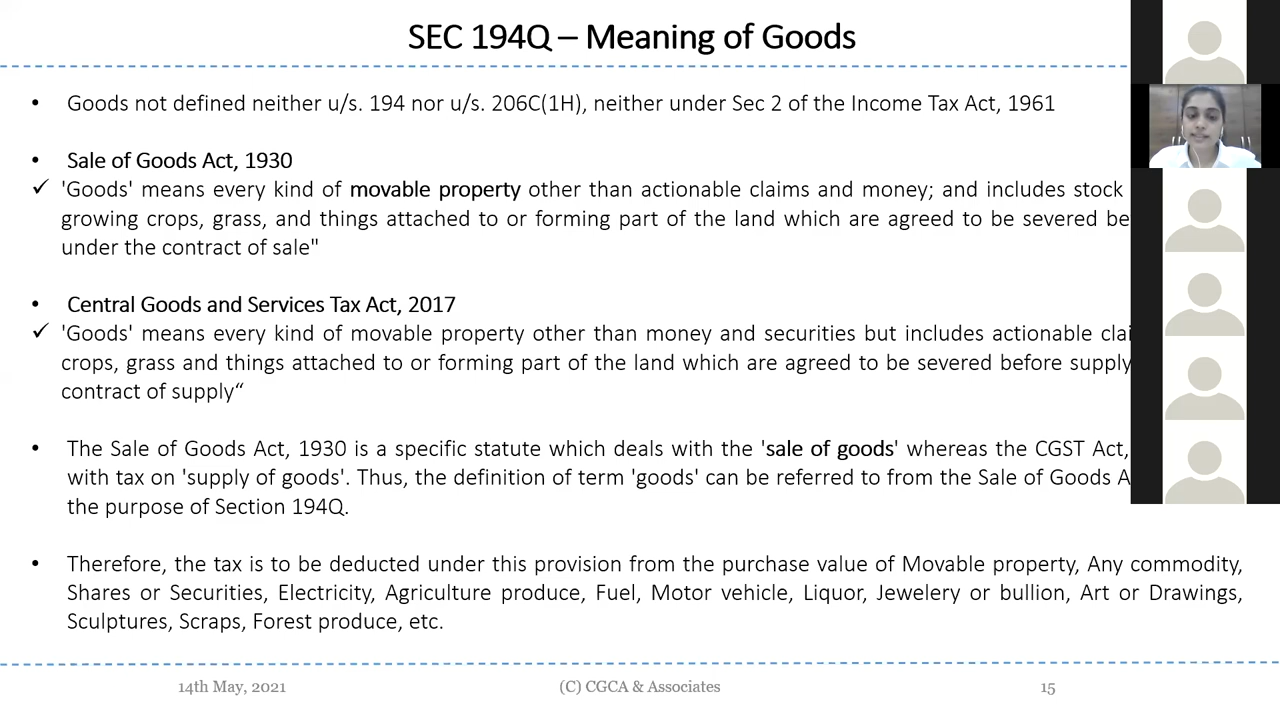 SEC 194Q – Meaning of Goods
• Goods not defined neither u/s. 194 nor u/s. 206C(1H), neither under Sec 2 of the Income Tax Act, 1961
• Sale of Goods Act, 1930
✓ 'Goods' means every kind of movable property other than actionable claims and money; and includes stock
growing crops, grass, and things attached to or forming part of the land which are agreed to be severed be
under the contract of sale"
• Central Goods and Services Tax Act, 2017
✓ 'Goods' means every kind of movable property other than money and securities but includes actionable clai
crops, grass and things attached to or forming part of the land which are agreed to be severed before supply
contract of supply“
• The Sale of Goods Act, 1930 is a specific statute which deals with the 'sale of goods' whereas the CGST Act,
with tax on 'supply of goods'. Thus, the definition of term 'goods' can be referred to from the Sale of Goods A
the purpose of Section 194Q.
• Therefore, the tax is to be deducted under this provision from the purchase value of Movable property, Any commodity,
Shares or Securities, Electricity, Agriculture produce, Fuel, Motor vehicle, Liquor, Jewelery or bullion, Art or Drawings,
Sculptures, Scraps, Forest produce, etc.
14th May, 2021 (C) CGCA & Associates 15